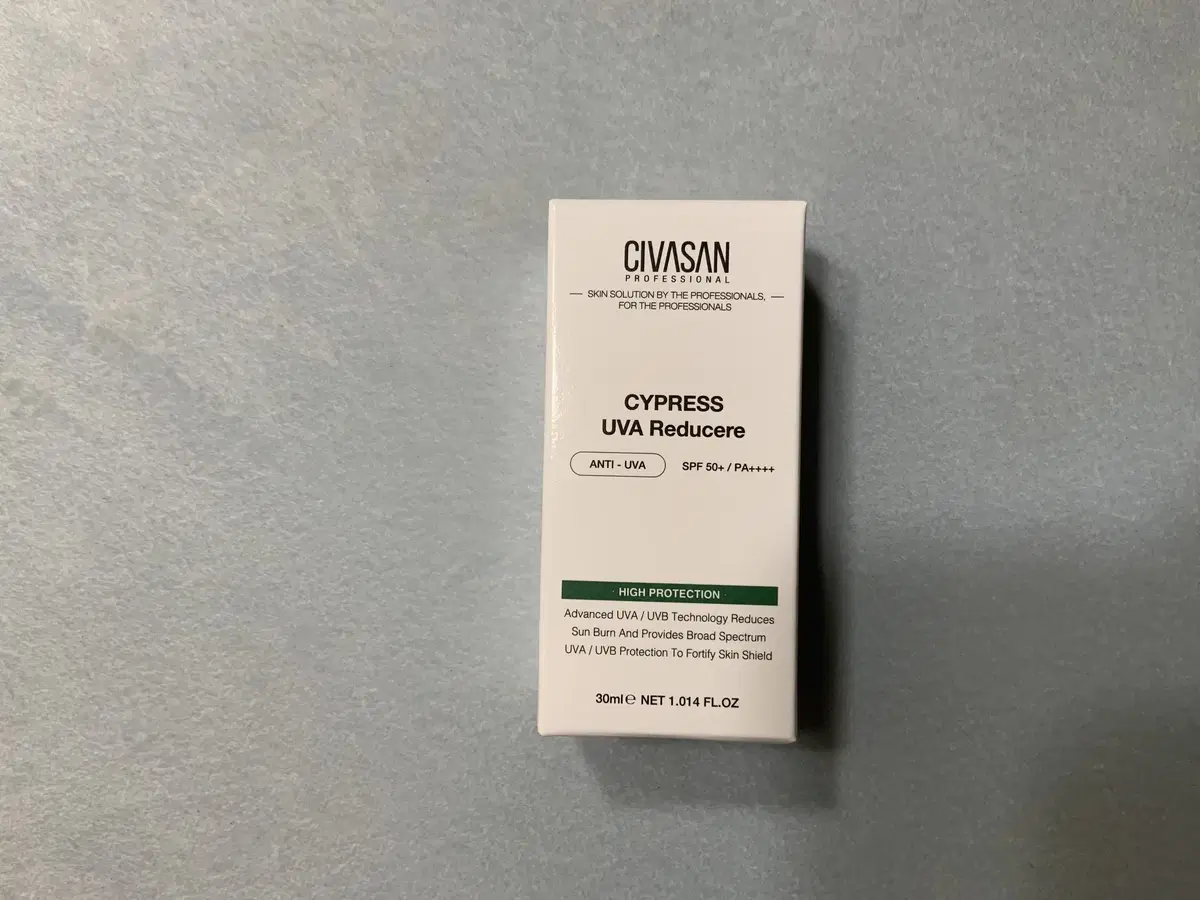 CIVASAN
PROFESSIONAL
SKIN SOLUTION BY THE PROFESSIONALS,
FOR THE PROFESSIONALS
CYPRESS
UVA Reducere
ANTI - UVA SPF 50+ / PA++++
· HIGH PROTECTION ·
Advanced UVA / UVB Technology Reduces
Sun Burn And Provides Broad Spectrum
UVA / UVB Protection To Fortify Skin Shield
30ml℮ NET 1.014 FL.OZ